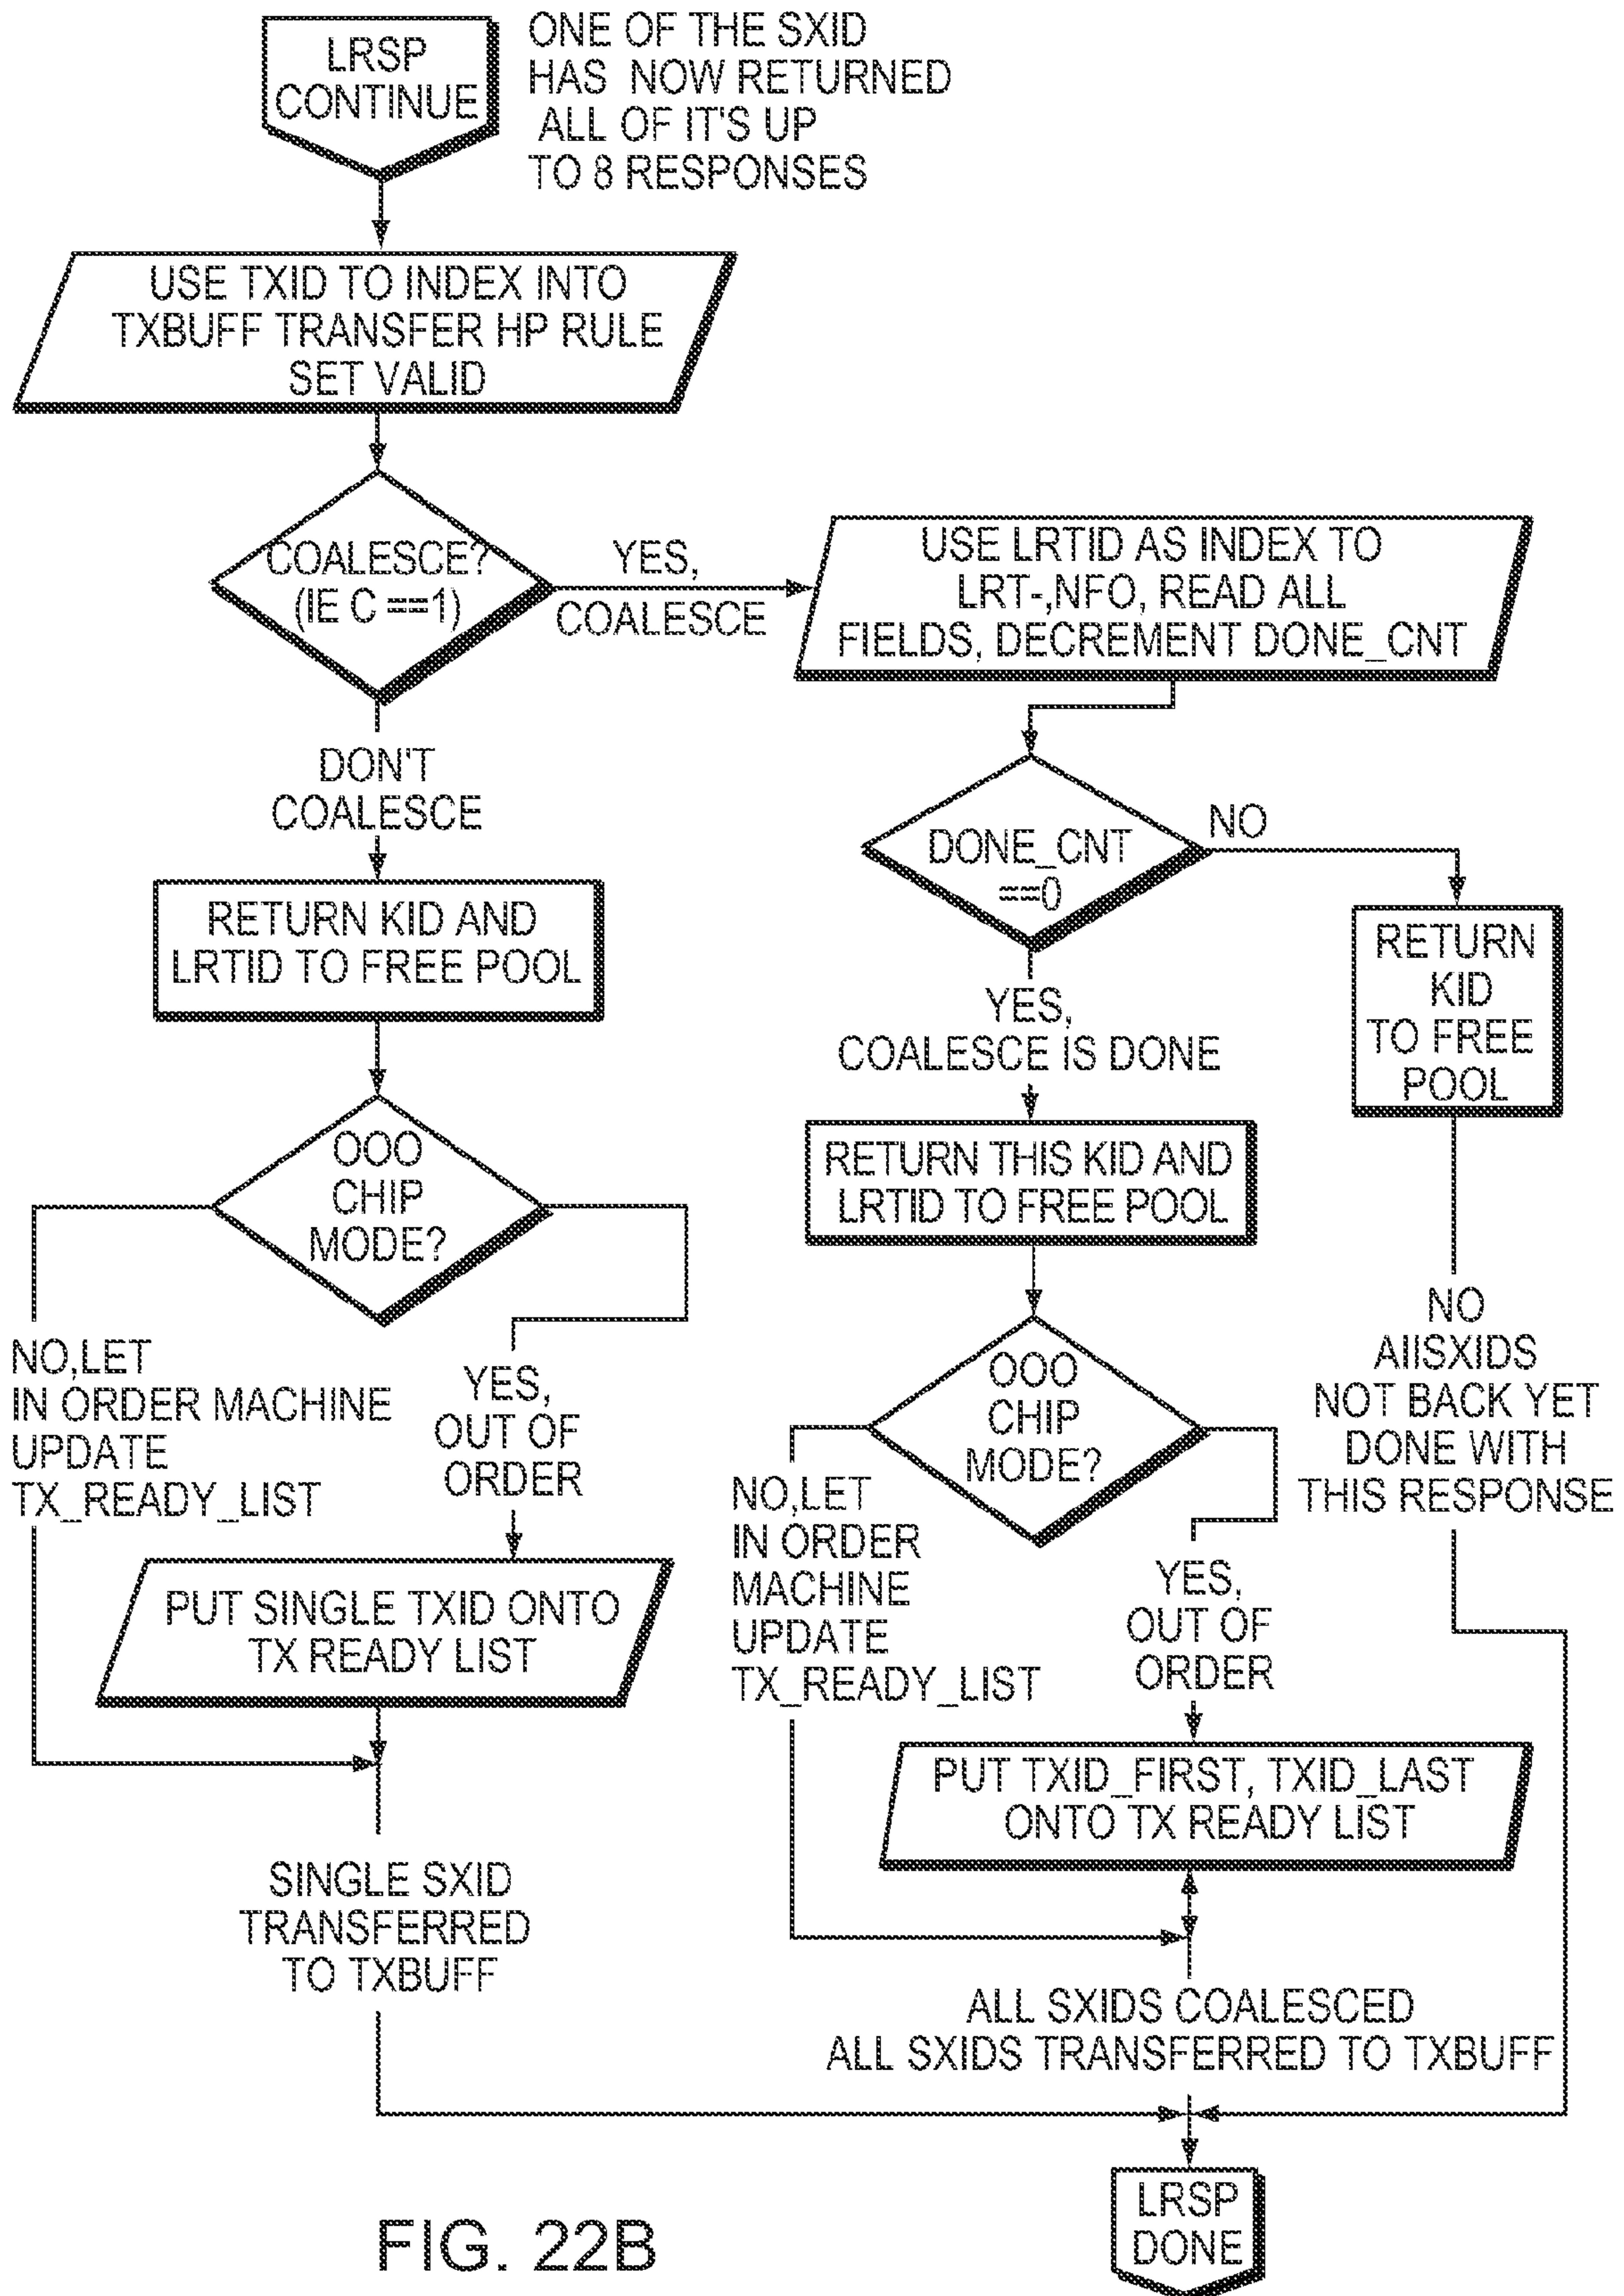 LRSP
CONTINUE
ONE OF THE SXID
HAS NOW RETURNED
ALL OF IT'S UP
TO 8 RESPONSES
USE TXID TO INDEX INTO
TXBUFF TRANSFER HP RULE
SET VALID
COALESCE?
(IE C ==1)
YES,
COALESCE
USE LRTID AS INDEX TO
LRT-,NFO, READ ALL
FIELDS, DECREMENT DONE_CNT
DON'T
COALESCE
DONE_CNT
==0
NO
RETURN KID AND
LRTID TO FREE POOL
YES,
COALESCE IS DONE
RETURN
KID
TO FREE
POOL
OOO
CHIP
MODE?
RETURN THIS KID AND
LRTID TO FREE POOL
NO,LET
IN ORDER MACHINE
UPDATE
TX_READY_LIST
YES,
OUT OF
ORDER
OOO
CHIP
MODE?
NO
AIISXIDS
NOT BACK YET
DONE WITH
THIS RESPONSE
NO,LET
IN ORDER
MACHINE
UPDATE
TX_READY_LIST
YES,
OUT OF
ORDER
PUT SINGLE TXID ONTO
TX READY LIST
PUT TXID_FIRST, TXID_LAST
ONTO TX READY LIST
SINGLE SXID
TRANSFERRED
TO TXBUFF
ALL SXIDS COALESCED
ALL SXIDS TRANSFERRED TO TXBUFF
LRSP
DONE
FIG. 22B